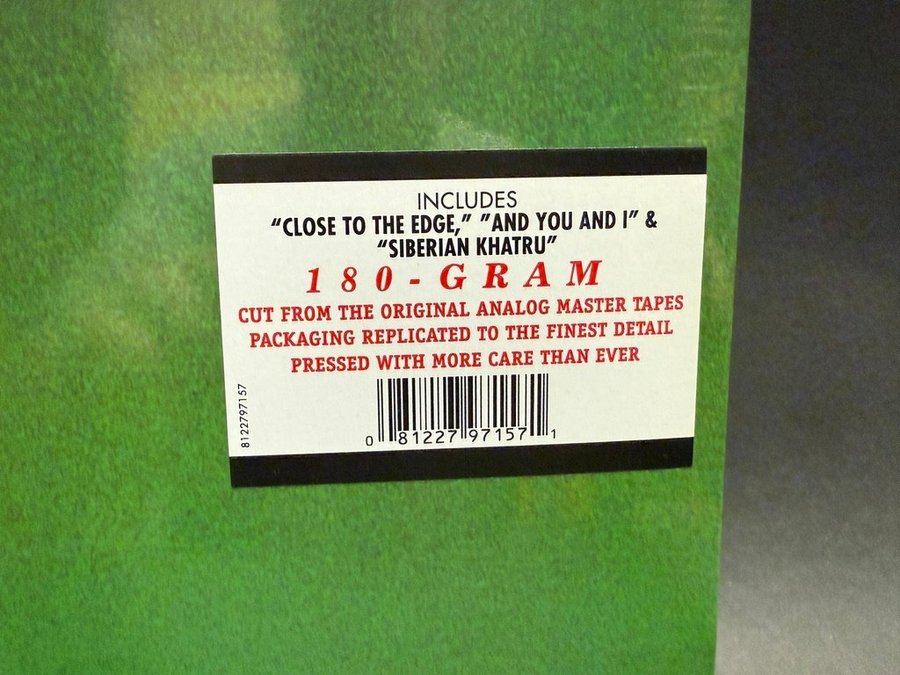 INCLUDES
“CLOSE TO THE EDGE,” ”AND YOU AND I” &
“SIBERIAN KHATRU”
180-GRAM
CUT FROM THE ORIGINAL ANALOG MASTER TAPES
PACKAGING REPLICATED TO THE FINEST DETAIL
PRESSED WITH MORE CARE THAN EVER
8122797157
0 81227 97157 1